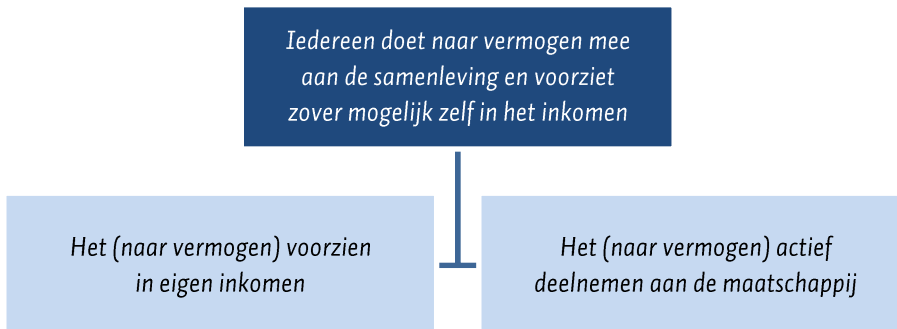 Iedereen doet naar vermogen mee
aan de samenleving en voorziet
zover mogelijk zelf in het inkomen
Het (naar vermogen) voorzien
in eigen inkomen
Het (naar vermogen) actief
deelnemen aan de maatschappij